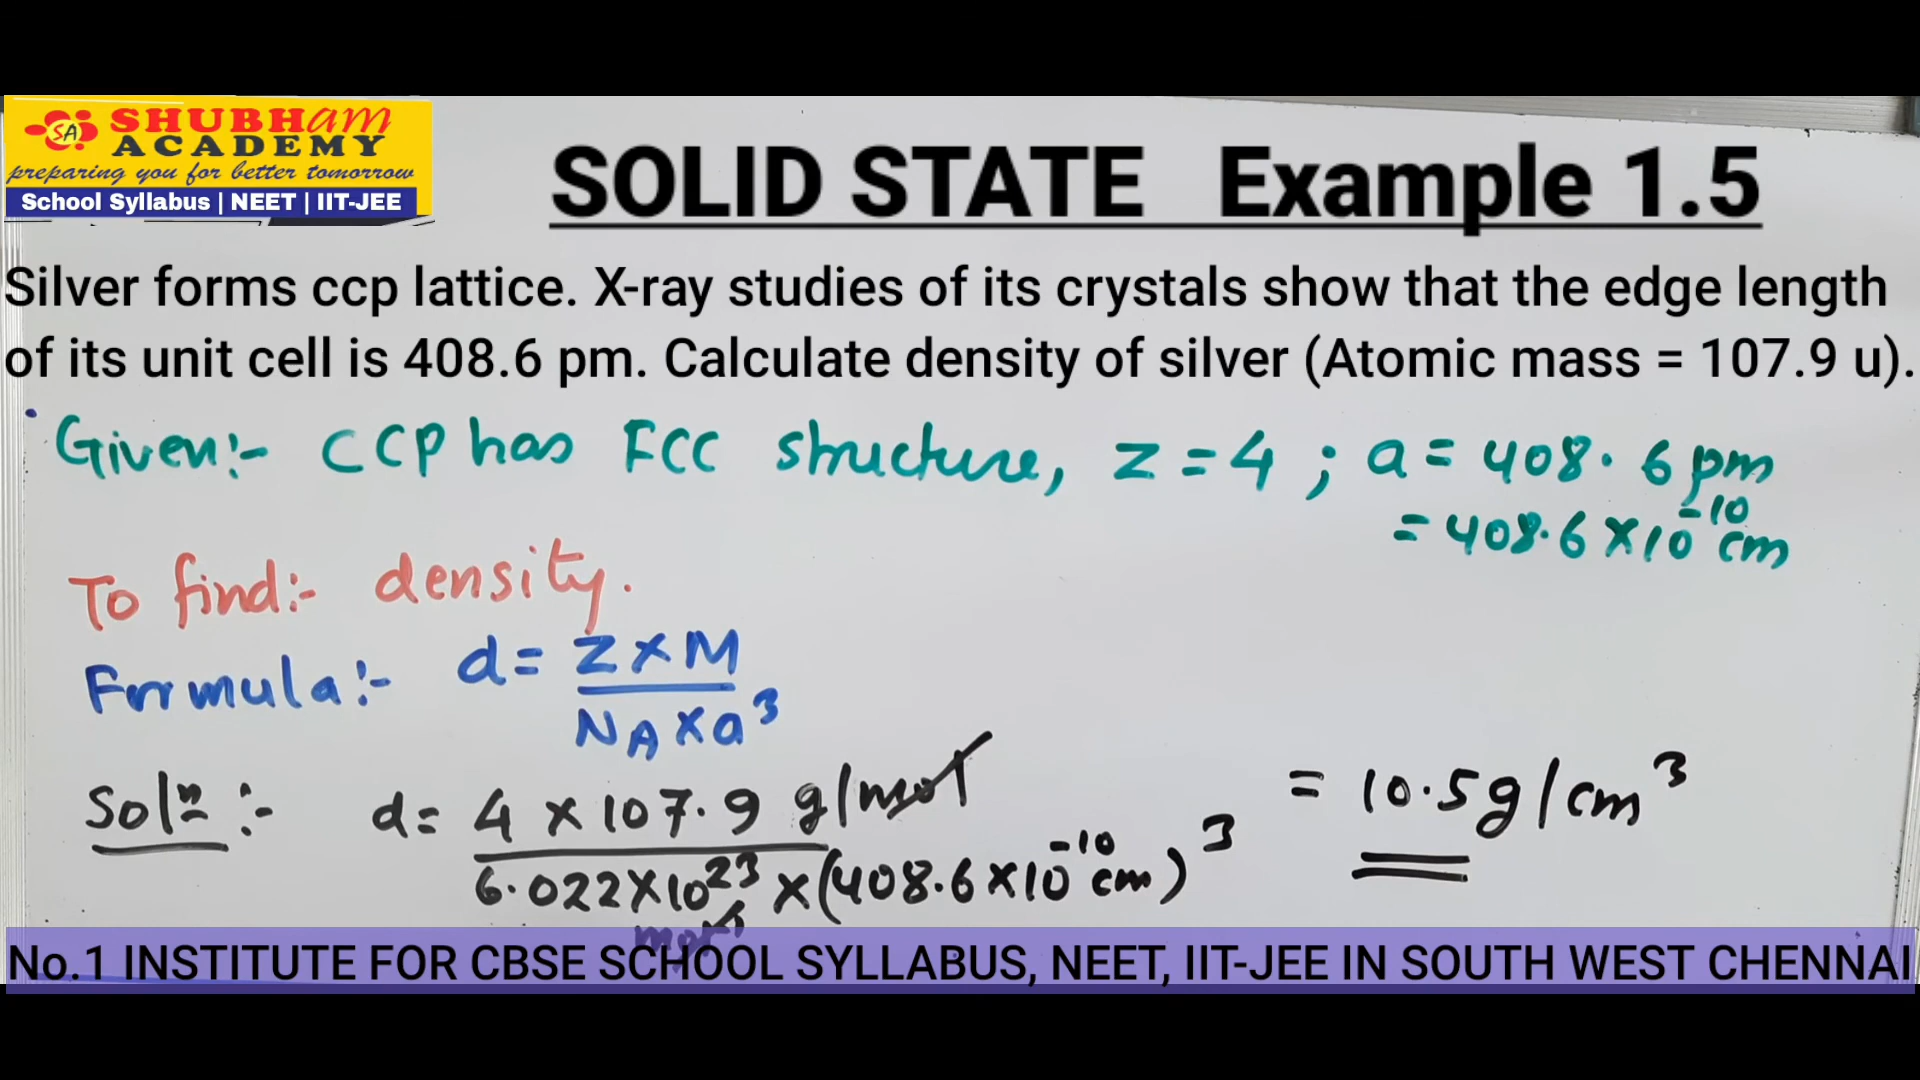 SHUBHAM
ACADEMY
preparing you for better tomorrow
School Syllabus | NEET | IIT-JEE
SOLID STATE Example 1.5
Silver forms ccp lattice. X-ray studies of its crystals show that the edge length
of its unit cell is 408.6 pm. Calculate density of silver (Atomic mass = 107.9 u).
Given:- CCP has FCC structure, z = 4 ; a = 408.6 pm
= 408.6 × 10⁻¹⁰ cm
To find:- density.
Formula:- d = Z × M / N_A × a³
Solⁿ:- d = 4 × 107.9 g/mol / 6.022 × 10²³ × (408.6 × 10⁻¹⁰ cm)³ = 10.5 g/cm³
No.1 INSTITUTE FOR CBSE SCHOOL SYLLABUS, NEET, IIT-JEE IN SOUTH WEST CHENNAI